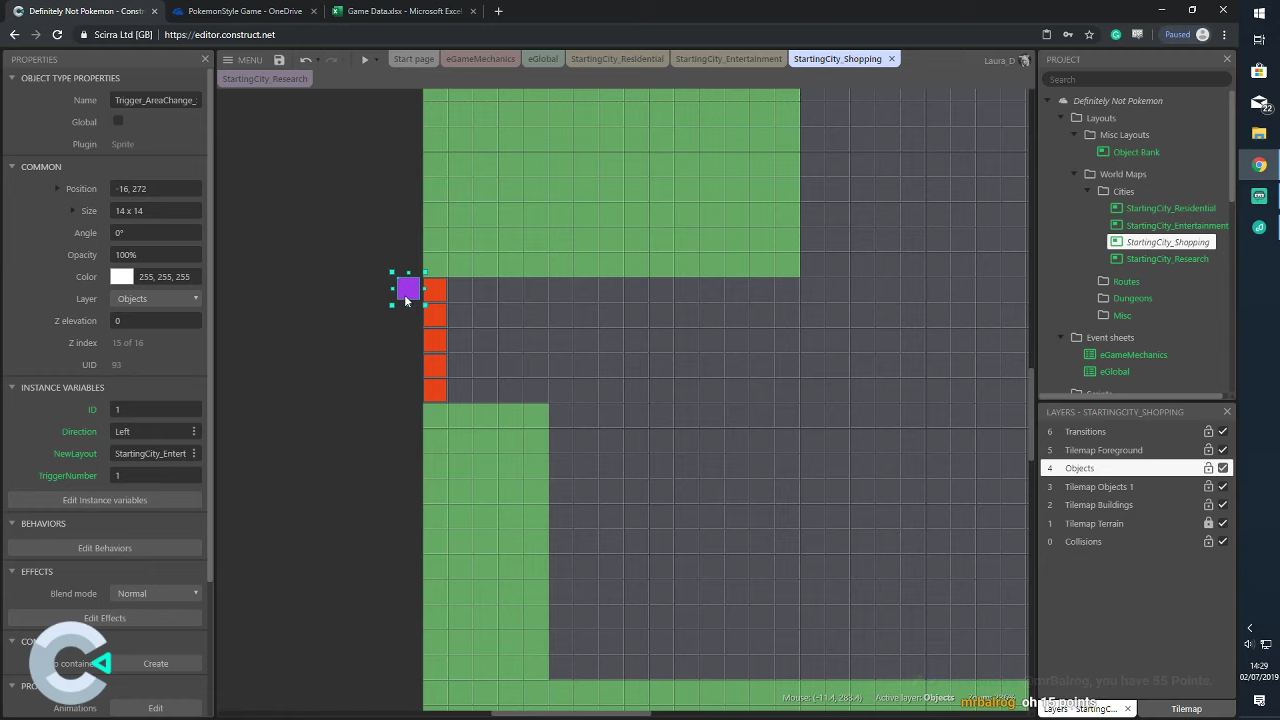 Definitely Not Pokemon - Constr
PokemonStyle Game - OneDrive
Game Data.xlsx - Microsoft Excel
Scirra Ltd [GB] | https://editor.construct.net
Paused
PROPERTIES
MENU
Start page
eGameMechanics
eGlobal
StartingCity_Residential
StartingCity_Entertainment
StartingCity_Shopping
Laura_D
StartingCity_Research
OBJECT TYPE PROPERTIES
Name Trigger_AreaChange_
Global
Plugin Sprite
COMMON
Position -16, 272
Size 14 x 14
Angle 0°
Opacity 100%
Color 255, 255, 255
Layer Objects
Z elevation 0
Z index 15 of 16
UID 93
INSTANCE VARIABLES
ID 1
Direction Left
NewLayout StartingCity_Entert
TriggerNumber 1
Edit Instance variables
BEHAVIORS
Edit Behaviors
EFFECTS
Blend mode Normal
Edit Effects
Create
Animations Edit
PROJECT
Search
Definitely Not Pokemon
Layouts
Misc Layouts
Object Bank
World Maps
Cities
StartingCity_Residential
StartingCity_Entertainment
StartingCity_Shopping
StartingCity_Research
Routes
Dungeons
Misc
Event sheets
eGameMechanics
eGlobal
LAYERS - STARTINGCITY_SHOPPING
6 Transitions
5 Tilemap Foreground
4 Objects
3 Tilemap Objects 1
2 Tilemap Buildings
1 Tilemap Terrain
0 Collisions
you have 55 Points.
Active layer: Objects
mrbalrog oh 15 points
Layers - StartingC...
Tilemap
22
14:29
02/07/2019